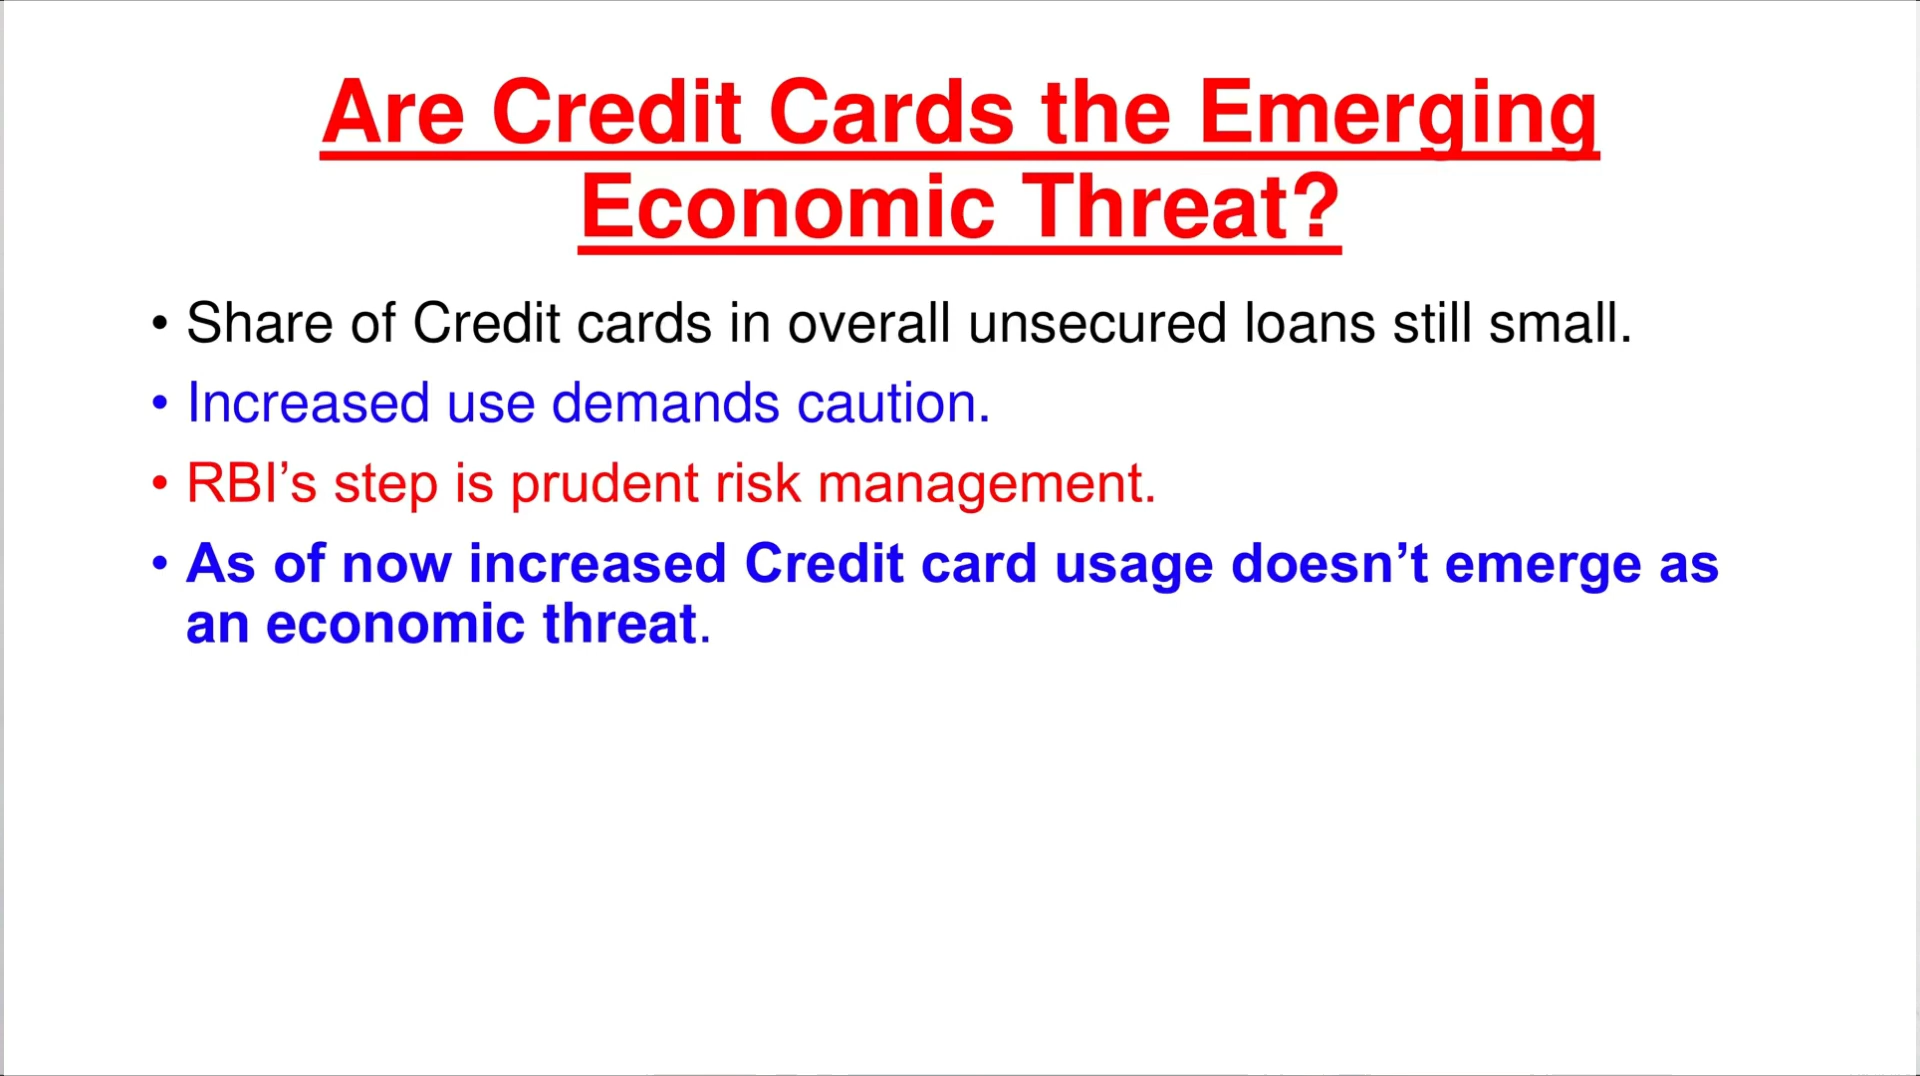 Are Credit Cards the Emerging
Economic Threat?
• Share of Credit cards in overall unsecured loans still small.
• Increased use demands caution.
• RBI’s step is prudent risk management.
• As of now increased Credit card usage doesn’t emerge as
an economic threat.